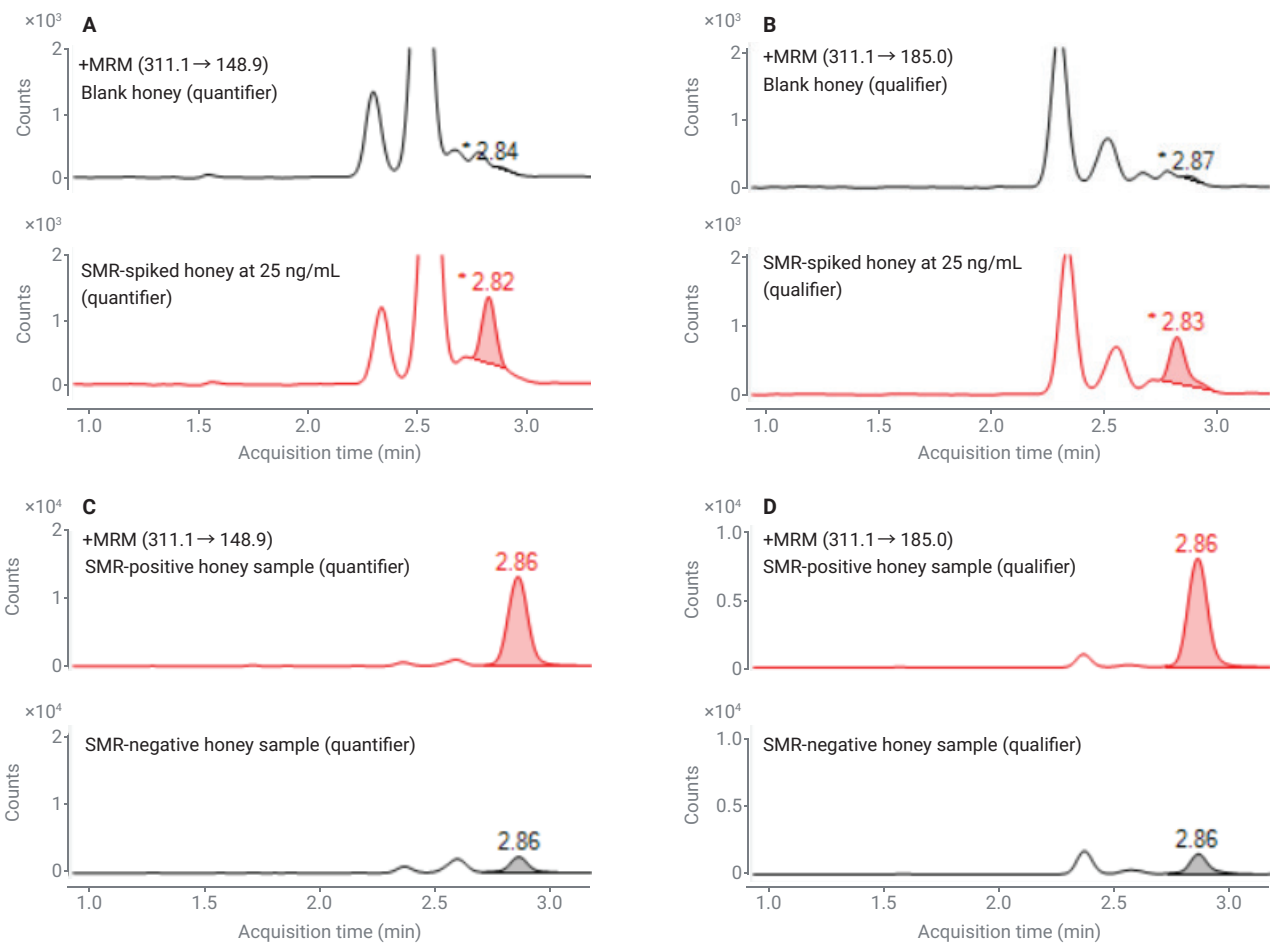 A
×10³
2
1
0
Counts
+MRM (311.1→ 148.9)
Blank honey (quantifier)
* 2.84
×10³
2
1
0
Counts
SMR-spiked honey at 25 ng/mL
(quantifier)
* 2.82
1.0 1.5 2.0 2.5 3.0
Acquisition time (min)
B
×10³
2
1
0
Counts
+MRM (311.1→ 185.0)
Blank honey (qualifier)
* 2.87
×10³
2
1
0
Counts
SMR-spiked honey at 25 ng/mL
(qualifier)
* 2.83
1.0 1.5 2.0 2.5 3.0
Acquisition time (min)
C
×10⁴
2
1
0
Counts
+MRM (311.1→ 148.9)
SMR-positive honey sample (quantifier)
2.86
×10⁴
2
1
0
Counts
SMR-negative honey sample (quantifier)
2.86
1.0 1.5 2.0 2.5 3.0
Acquisition time (min)
D
×10⁴
1.0
0.5
0
Counts
+MRM (311.1→ 185.0)
SMR-positive honey sample (qualifier)
2.86
×10⁴
1.0
0.5
0
Counts
SMR-negative honey sample (qualifier)
2.86
1.0 1.5 2.0 2.5 3.0
Acquisition time (min)